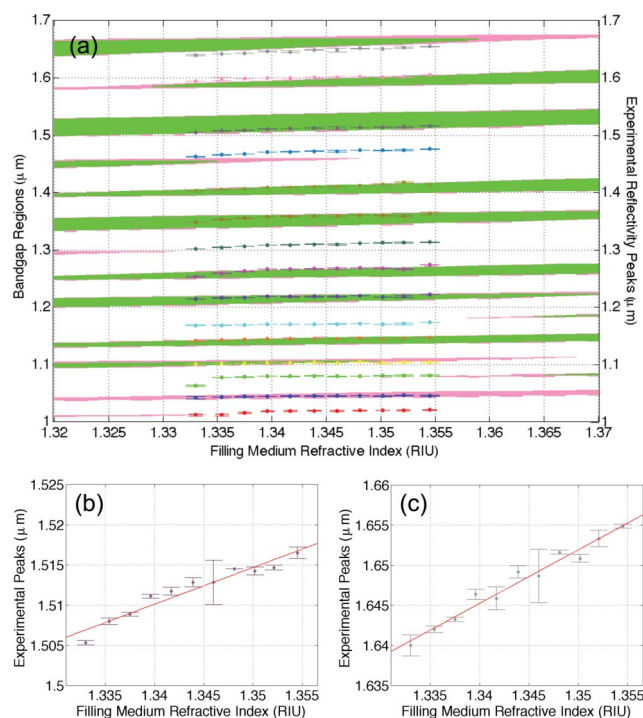 (a)
1.7
1.6
1.5
1.4
1.3
1.2
1.1
1
Bandgap Regions (μm)
1.7
1.6
1.5
1.4
1.3
1.2
1.1
1
Experimental Reflectivity Peaks (μm)
1.32 1.325 1.33 1.335 1.34 1.345 1.35 1.355 1.36 1.365 1.37
Filling Medium Refractive Index (RIU)
(b)
1.525
1.52
1.515
1.51
1.505
1.5
Experimental Peaks (μm)
1.335 1.34 1.345 1.35 1.355
Filling Medium Refractive Index (RIU)
(c)
1.66
1.655
1.65
1.645
1.64
1.635
Experimental Peaks (μm)
1.335 1.34 1.345 1.35 1.355
Filling Medium Refractive Index (RIU)